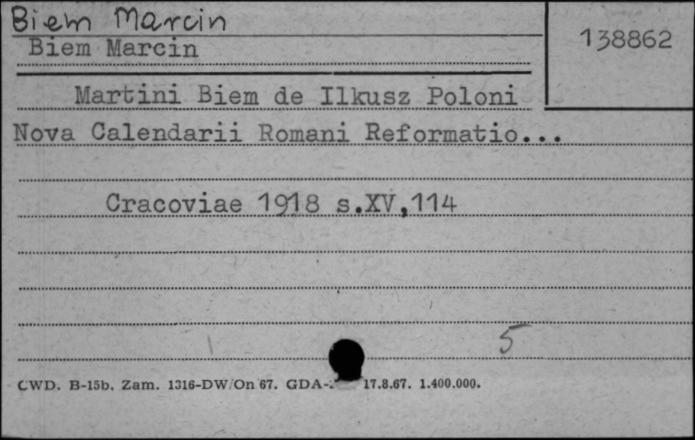 Biem Marcin
138862
Biem Marcin
Martini Biem de Ilkusz Poloni
Nova Calendarii Romani Reformatio...
Cracoviae 1918 s.XV,114
5
CWD. B-15b. Zam. 1316-DW/On 67. GDA- 17.8.67. 1.400.000.